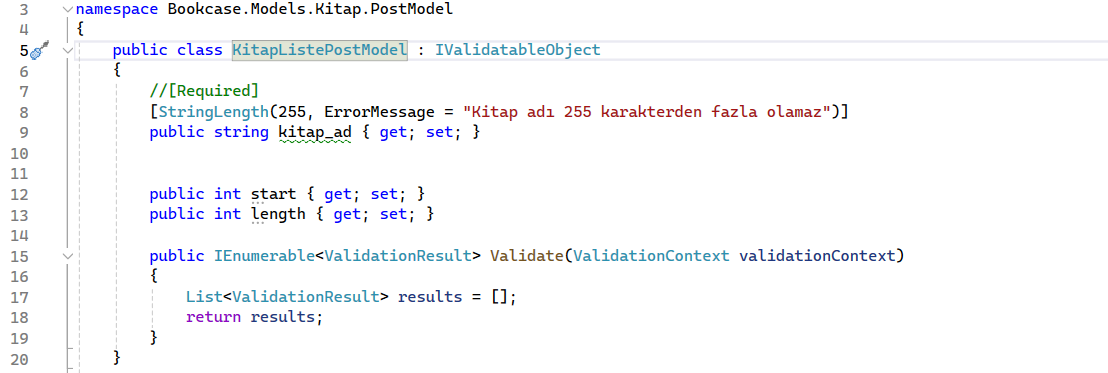 3 namespace Bookcase.Models.Kitap.PostModel
4 {
5 public class KitapListePostModel : IValidatableObject
6 {
7 //[Required]
8 [StringLength(255, ErrorMessage = "Kitap adı 255 karakterden fazla olamaz")]
9 public string kitap_ad { get; set; }
10
11
12 public int start { get; set; }
13 public int length { get; set; }
14
15 public IEnumerable<ValidationResult> Validate(ValidationContext validationContext)
16 {
17 List<ValidationResult> results = [];
18 return results;
19 }
20 }